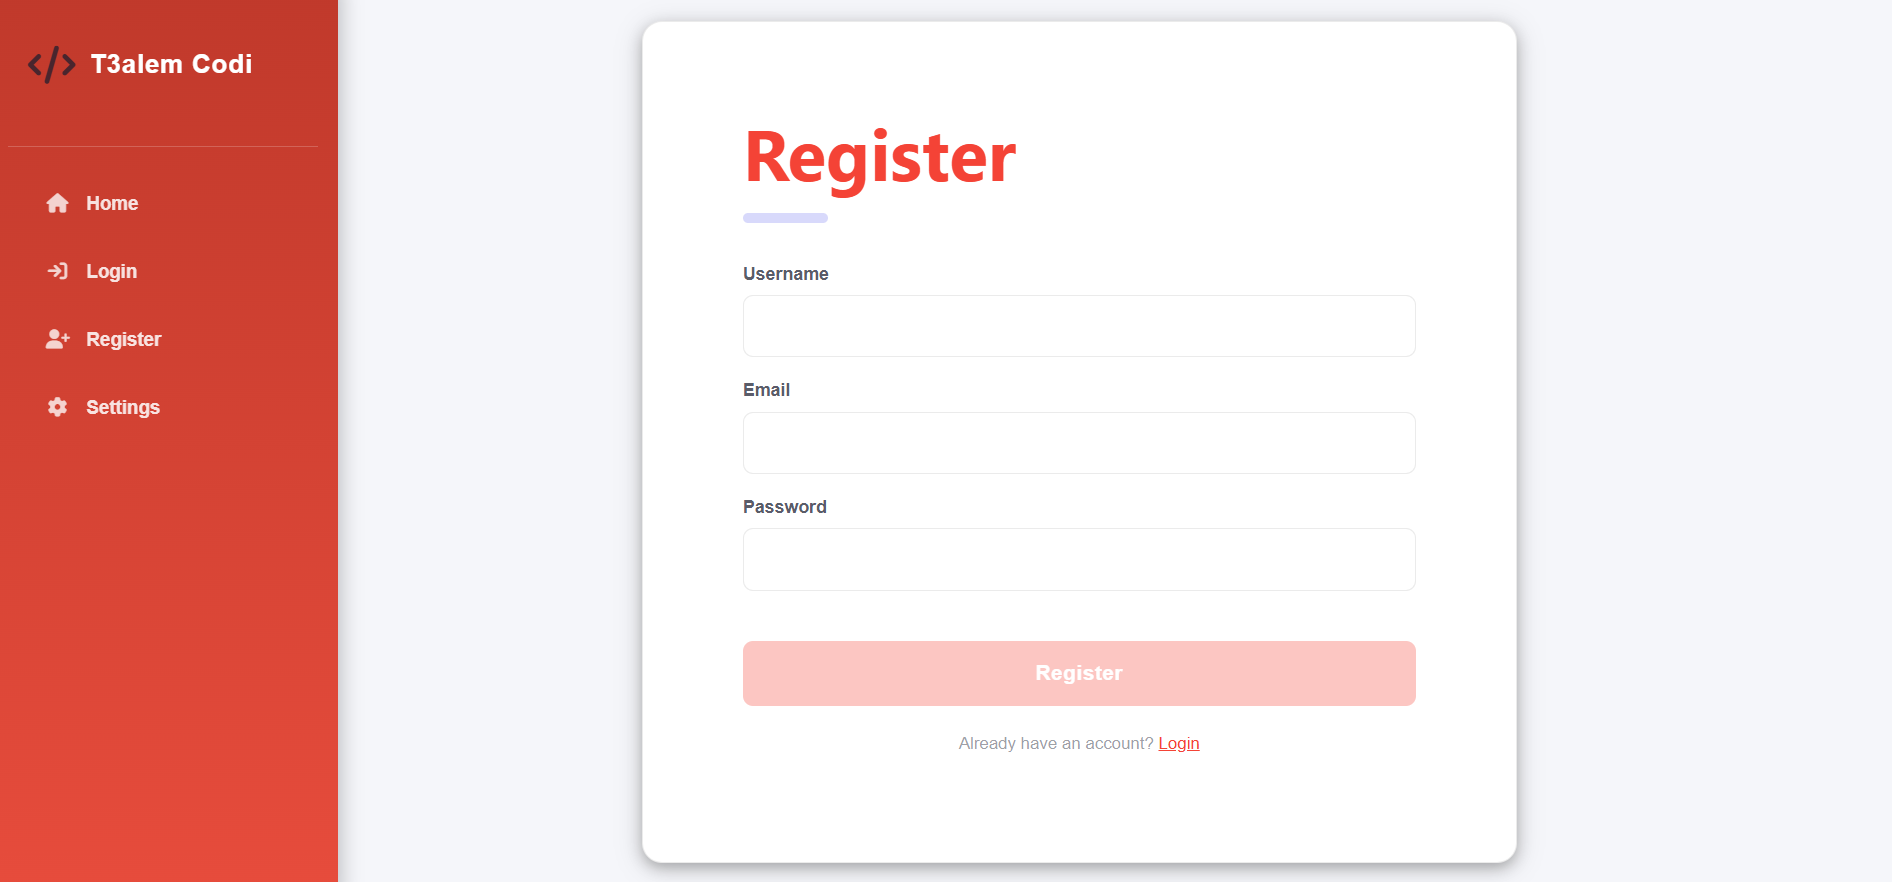 T3alem Codi
Home
Login
Register
Settings
Register
Username
Email
Password
Register
Already have an account? Login